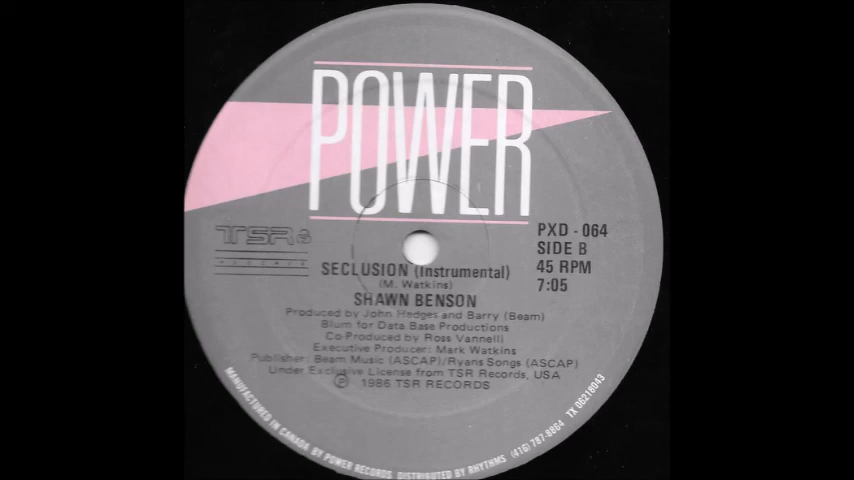 POWER
TSR
RECORDS
PXD - 064
SIDE B
45 RPM
7:05
SECLUSION (Instrumental)
(M. Watkins)
SHAWN BENSON
Produced by John Hedges and Barry (Beam)
Blum for Data Base Productions
Co-Produced by Ross Vannelli
Executive Producer: Mark Watkins
Publisher: Beam Music (ASCAP)/Ryans Songs (ASCAP)
Under Exclusive License from TSR Records, USA
Ⓟ 1986 TSR RECORDS
MANUFACTURED IN CANADA BY POWER RECORDS DISTRIBUTED BY RHYTHMS (416) 787-8864 TX 06218043